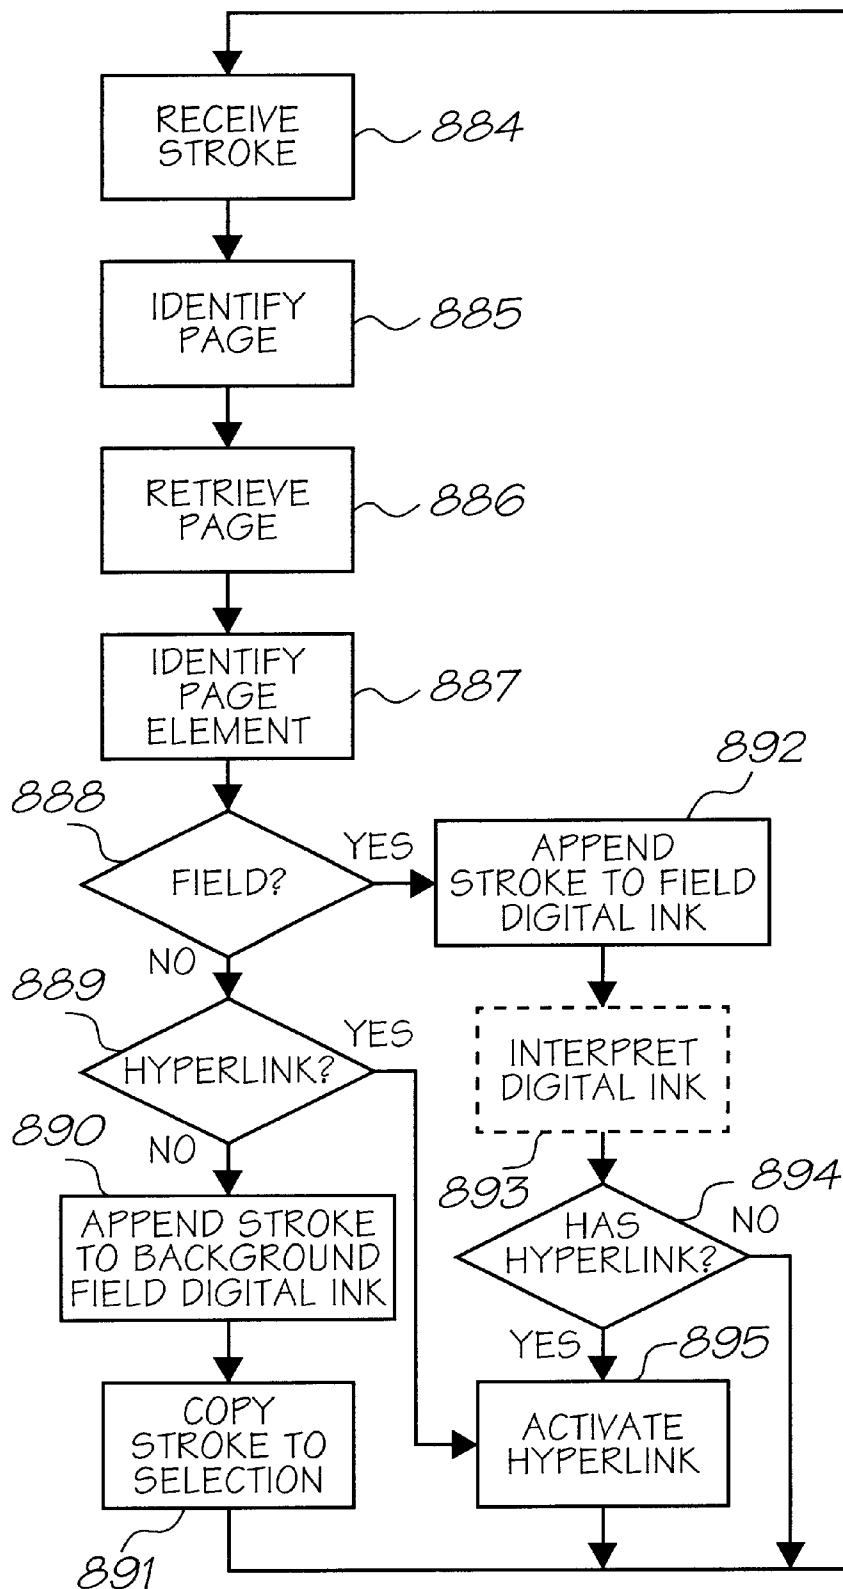 RECEIVE
STROKE
884
IDENTIFY
PAGE
885
RETRIEVE
PAGE
886
IDENTIFY
PAGE
ELEMENT
887
888
FIELD?
YES
NO
892
APPEND
STROKE TO FIELD
DIGITAL INK
889
HYPERLINK?
YES
NO
INTERPRET
DIGITAL INK
893
890
APPEND STROKE
TO BACKGROUND
FIELD DIGITAL INK
894
HAS
HYPERLINK?
NO
YES
895
COPY
STROKE TO
SELECTION
891
ACTIVATE
HYPERLINK